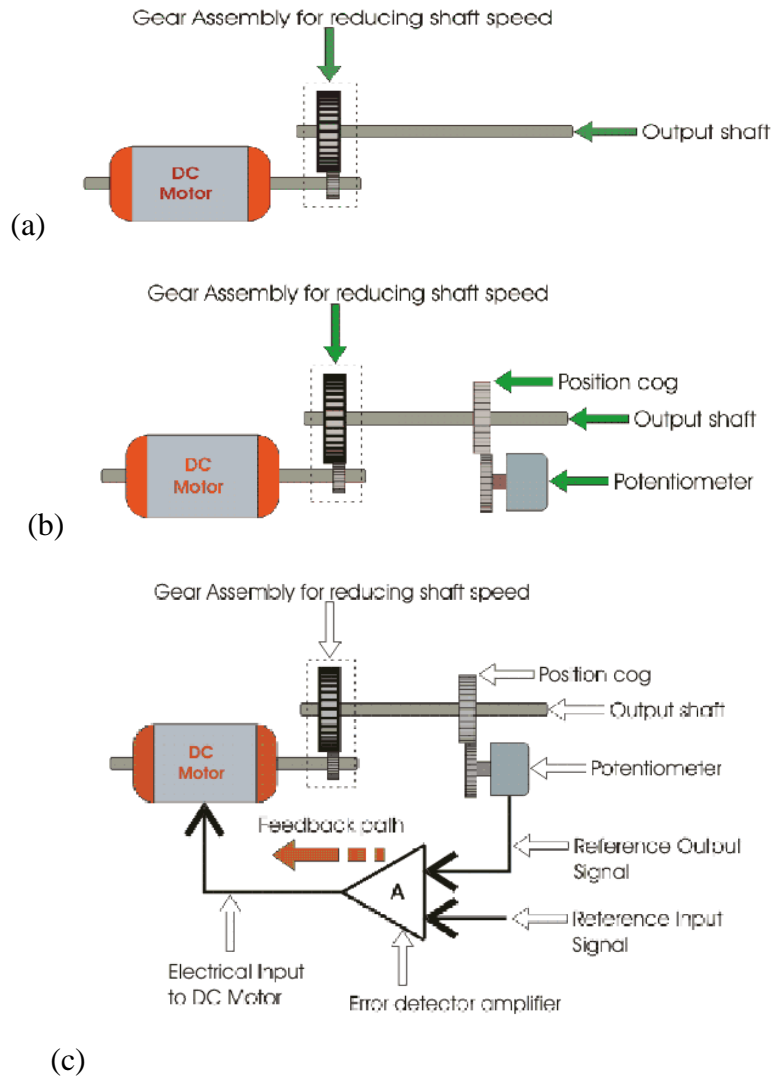 Gear Assembly for reducing shaft speed
Output shaft
DC
Motor
(a)
Gear Assembly for reducing shaft speed
Position cog
Output shaft
DC
Motor
Potentiometer
(b)
Gear Assembly for reducing shaft speed
Position cog
Output shaft
DC
Motor
Potentiometer
Feedback path
Reference Output
Signal
A
Reference Input
Signal
Electrical Input
to DC Motor
Error detector amplifier
(c)